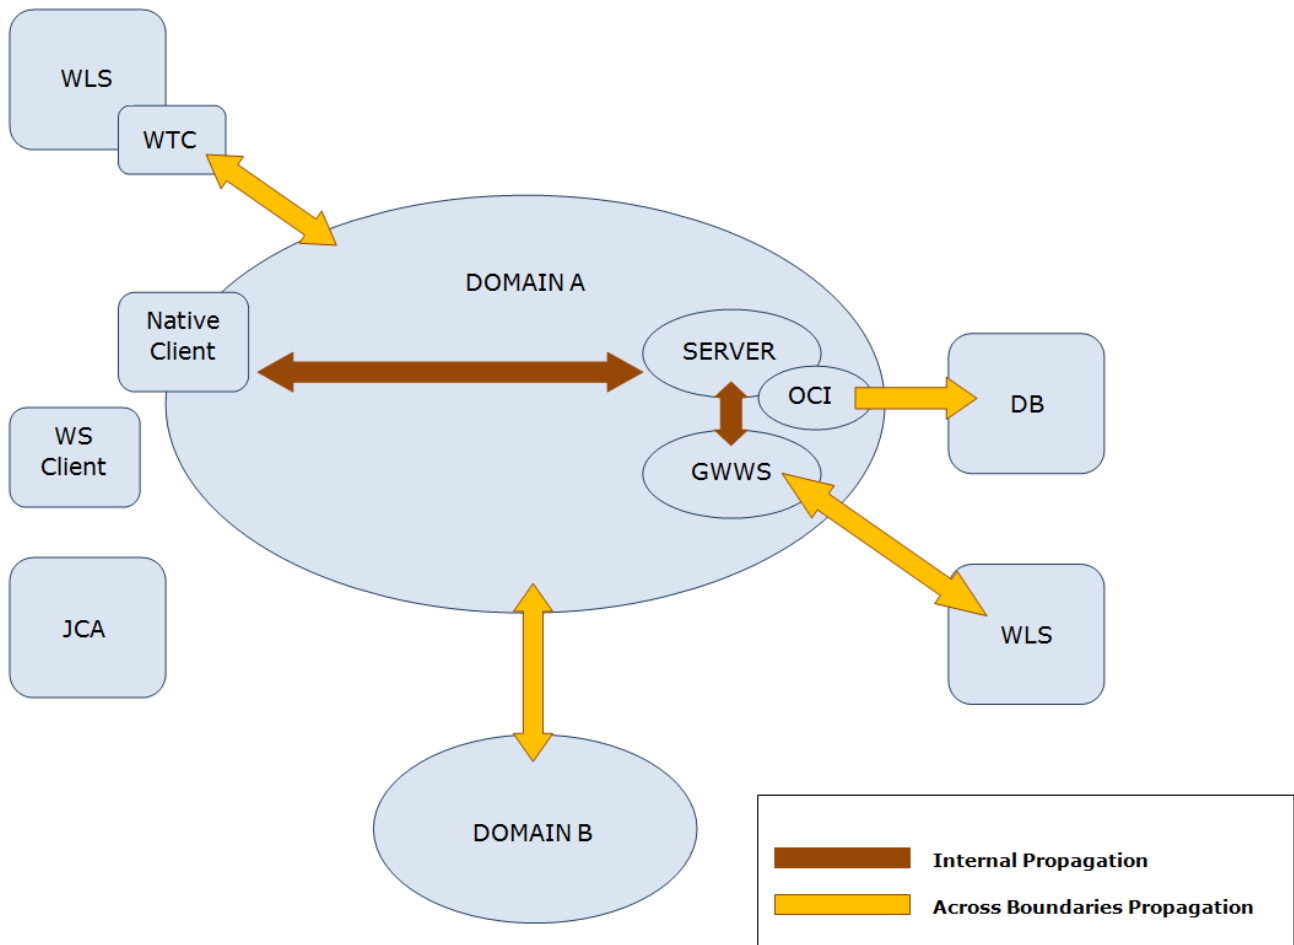 WLS
WTC
DOMAIN A
Native
Client
SERVER
OCI
DB
WS
Client
GWWS
JCA
WLS
DOMAIN B
Internal Propagation
Across Boundaries Propagation